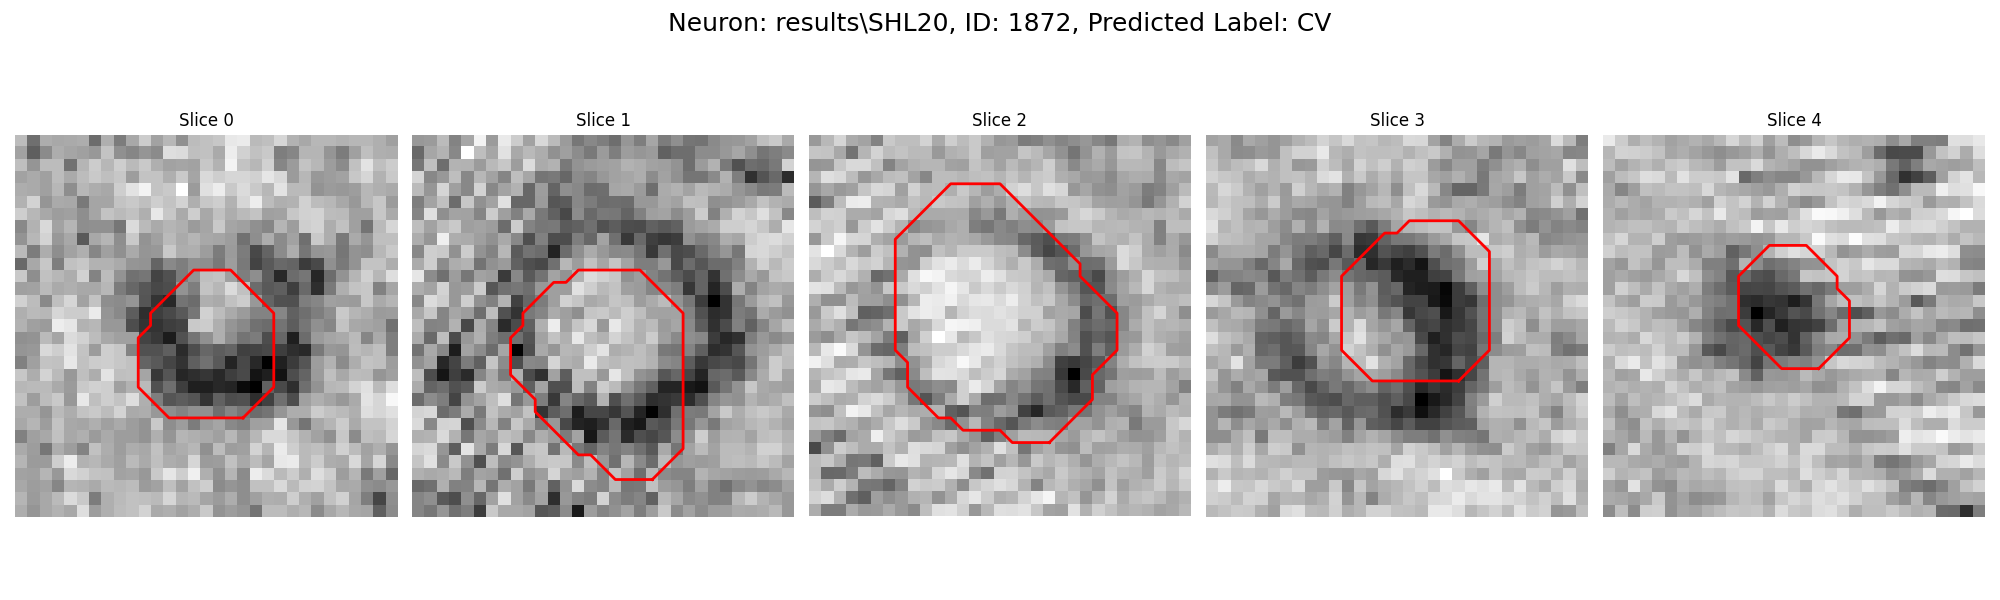 Neuron: results\SHL20, ID: 1872, Predicted Label: CV
Slice 0
Slice 1
Slice 2
Slice 3
Slice 4